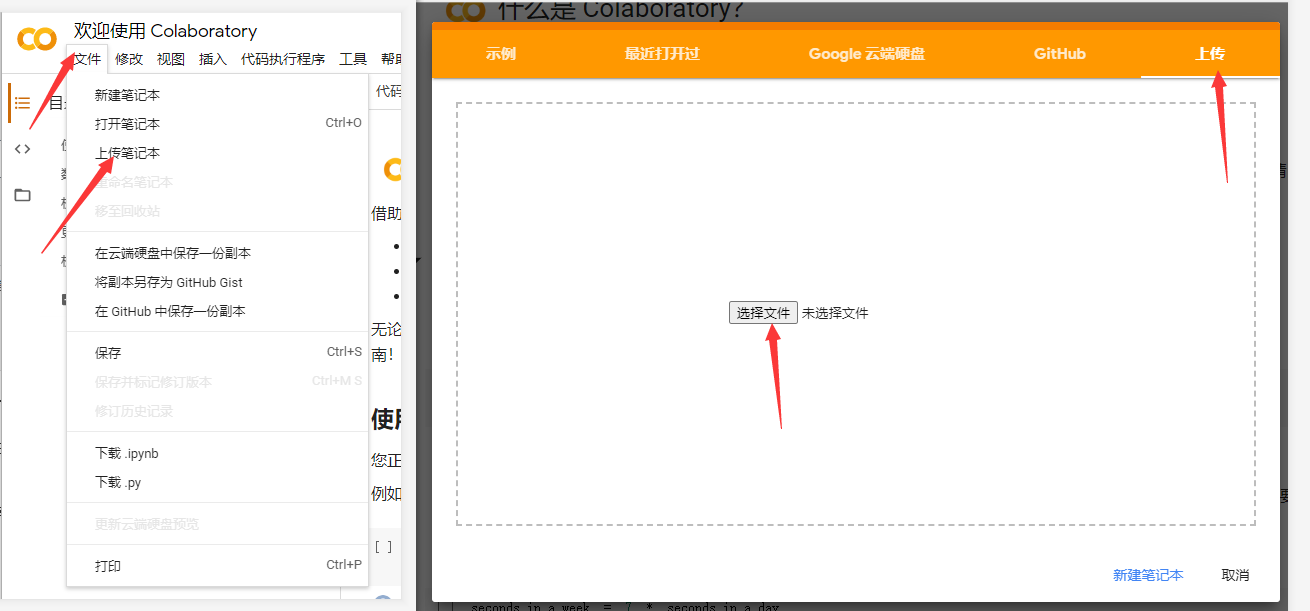 欢迎使用 Colaboratory
文件 修改 视图 插入 代码执行程序 工具
代码
新建笔记本
打开笔记本 Ctrl+O
上传笔记本
重命名笔记本
移至回收站
借助
在云端硬盘中保存一份副本
将副本另存为 GitHub Gist
在 GitHub 中保存一份副本
无论
保存 Ctrl+S
南!
保存并标记修订版本 Ctrl+M S
修订历史记录
下载 .ipynb
您正
下载 .py
例如
更新云端硬盘预览
[ ]
打印 Ctrl+P
什么是 Colaboratory?
示例 最近打开过 Google 云端硬盘 GitHub 上传
选择文件 未选择文件
新建笔记本 取消
seconds_in_a_week = 7 * seconds_in_a_day